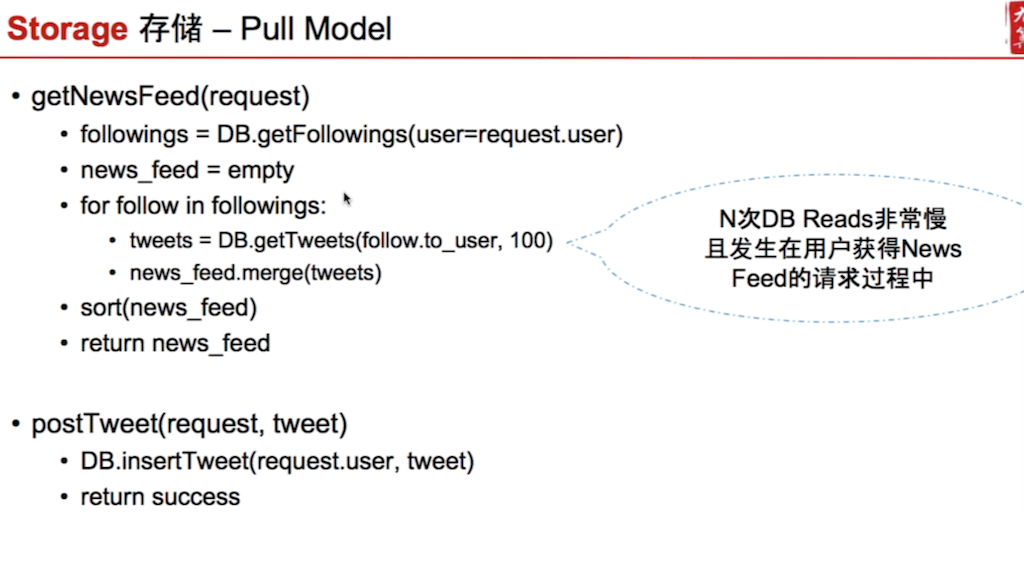 Storage 存储 – Pull Model
• getNewsFeed(request)
• followings = DB.getFollowings(user=request.user)
• news_feed = empty
• for follow in followings:
• tweets = DB.getTweets(follow.to_user, 100)
• news_feed.merge(tweets)
• sort(news_feed)
• return news_feed
N次DB Reads非常慢
且发生在用户获得News
Feed的请求过程中
• postTweet(request, tweet)
• DB.insertTweet(request.user, tweet)
• return success